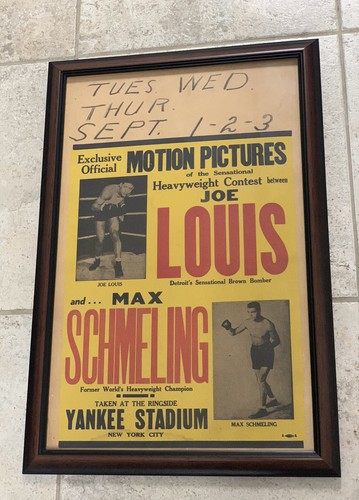 TUES. WED.
THUR.
SEPT. 1-2-3
Exclusive Official MOTION PICTURES
of the Sensational
Heavyweight Contest between
JOE
LOUIS
JOE LOUIS
Detroit's Sensational Brown Bomber
and... MAX
SCHMELING
Former World's Heavyweight Champion
TAKEN AT THE RINGSIDE
YANKEE STADIUM
NEW YORK CITY
MAX SCHMELING